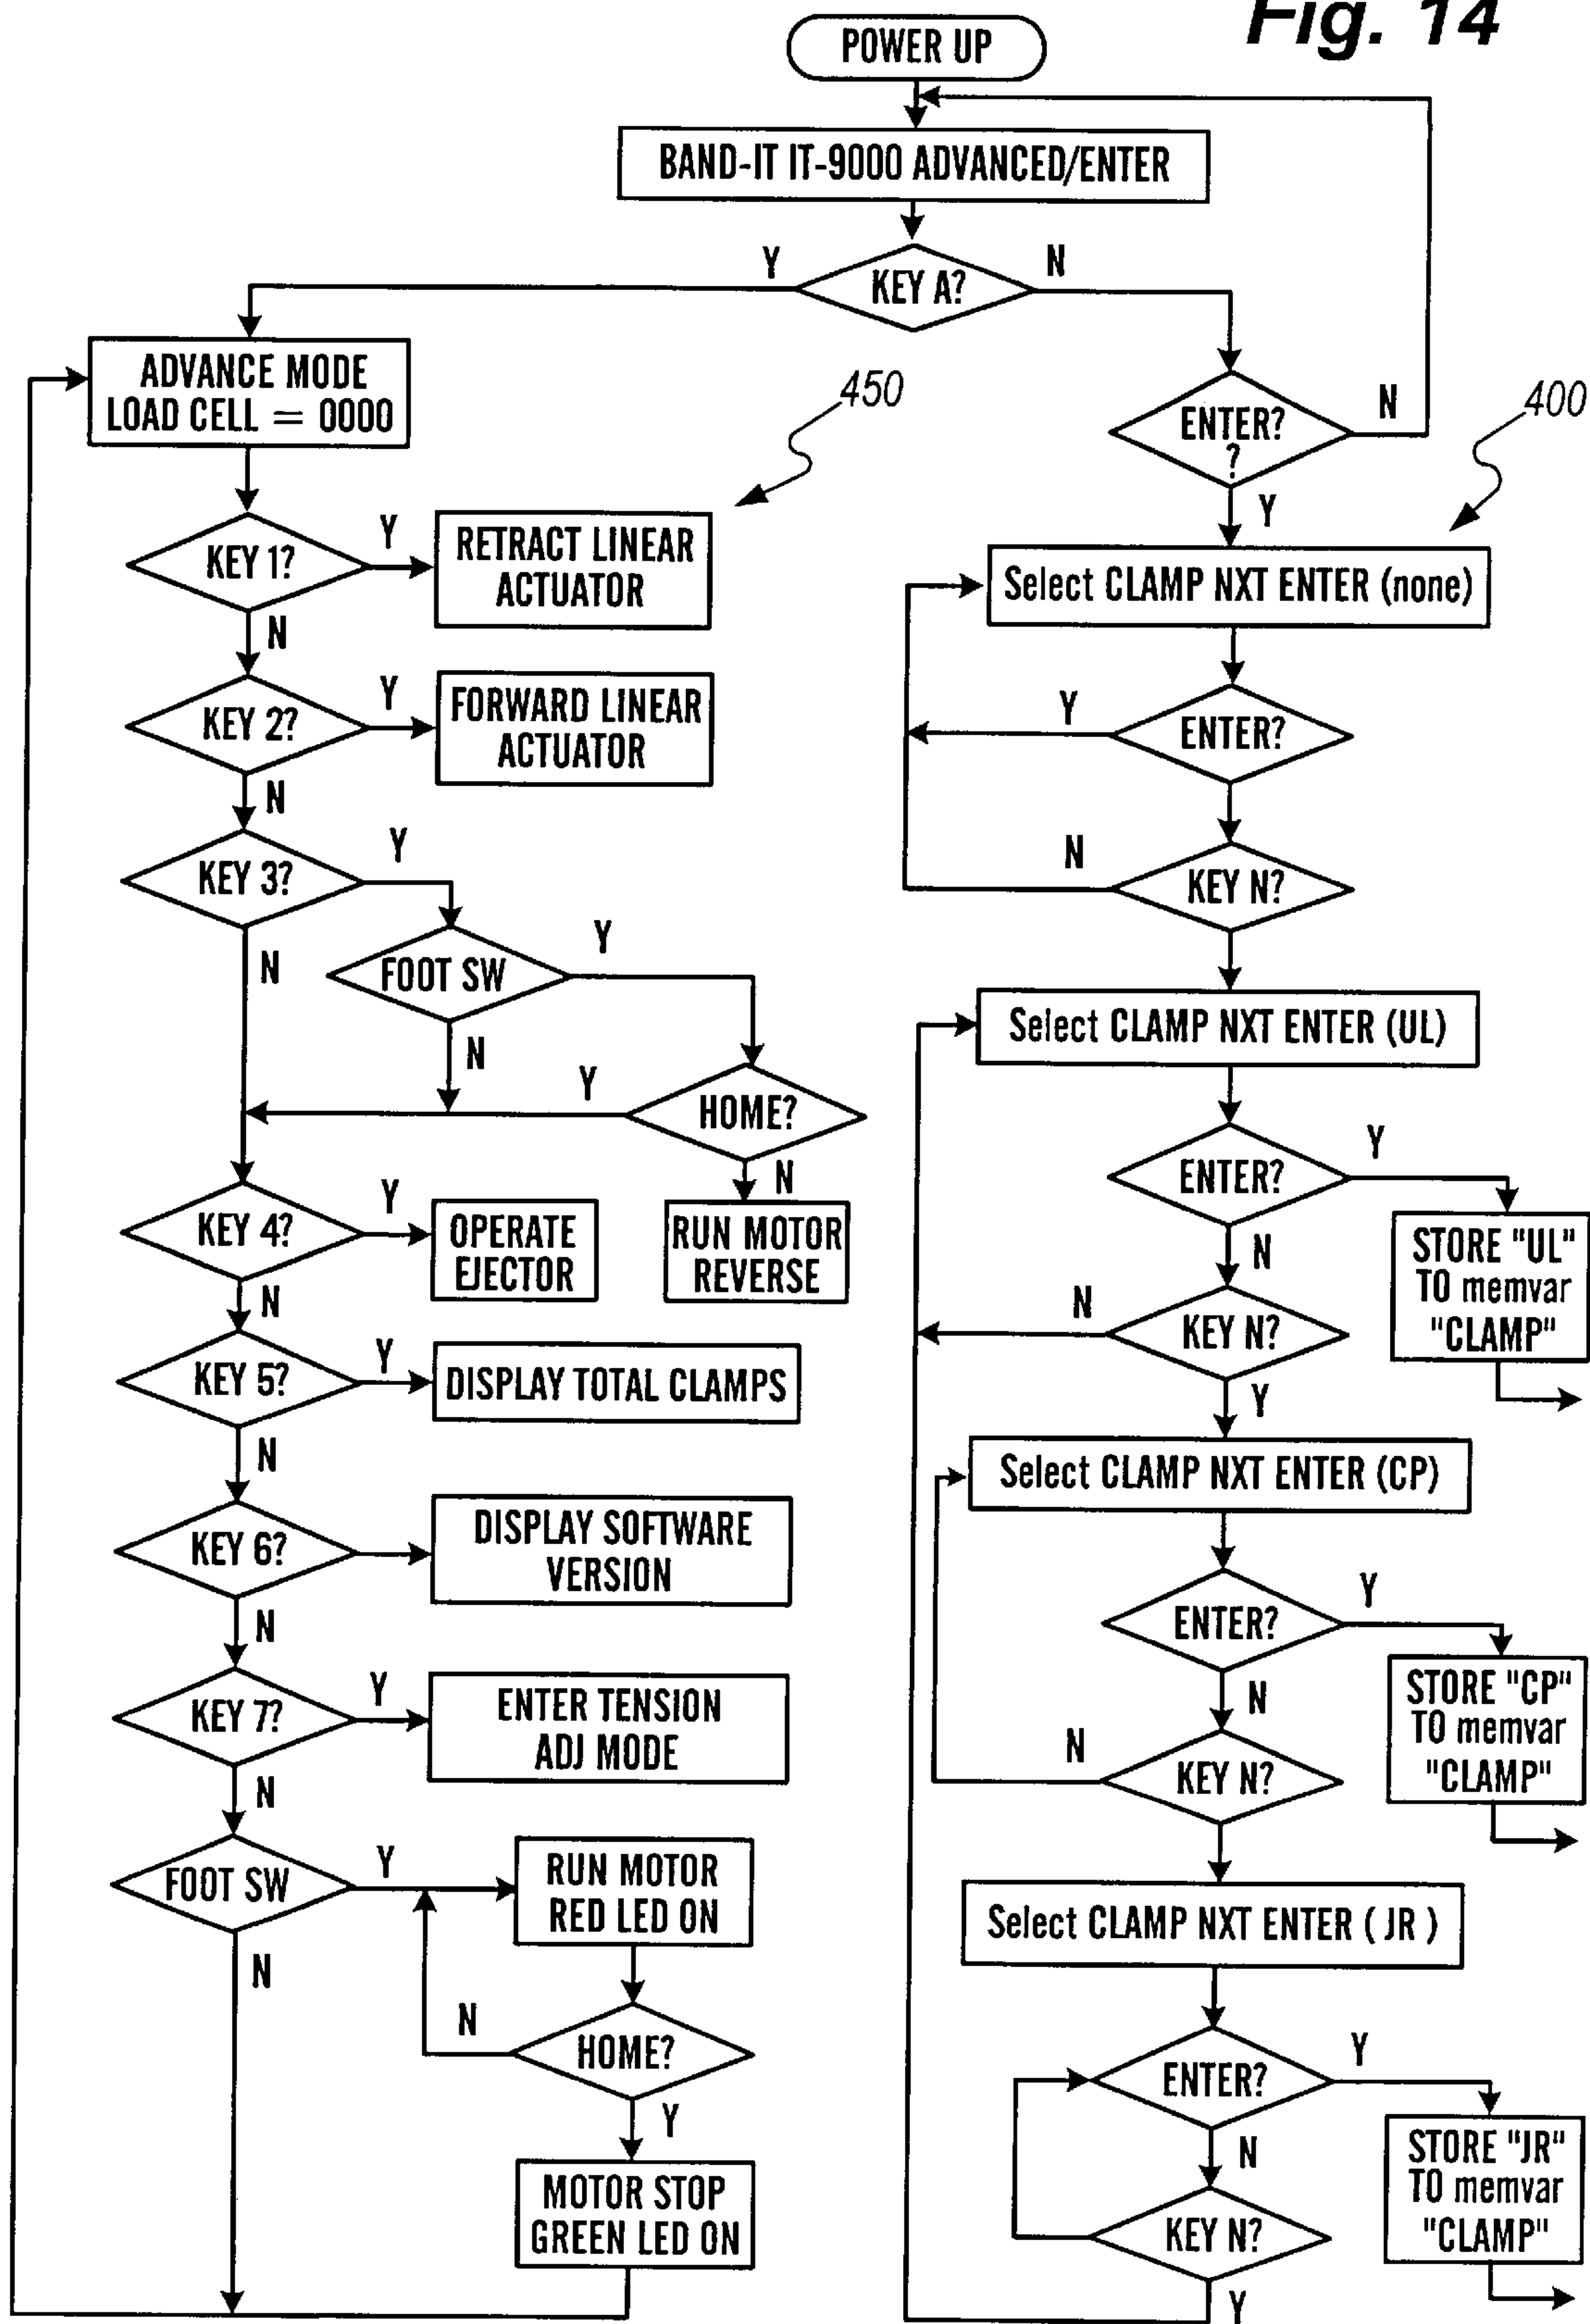 Fig. 14
POWER UP
BAND-IT IT-9000 ADVANCED/ENTER
Y
KEY A?
N
ADVANCE MODE
LOAD CELL = 0000
450
KEY 1?
Y
RETRACT LINEAR
ACTUATOR
N
KEY 2?
Y
FORWARD LINEAR
ACTUATOR
N
KEY 3?
Y
N
FOOT SW
Y
N
Y
HOME?
N
RUN MOTOR
REVERSE
KEY 4?
Y
OPERATE
EJECTOR
N
KEY 5?
Y
DISPLAY TOTAL CLAMPS
N
KEY 6?
DISPLAY SOFTWARE
VERSION
N
KEY 7?
Y
ENTER TENSION
ADJ MODE
N
FOOT SW
Y
RUN MOTOR
RED LED ON
N
N
HOME?
Y
MOTOR STOP
GREEN LED ON
ENTER?
?
N
400
Y
Select CLAMP NXT ENTER (none)
Y
ENTER?
N
KEY N?
Select CLAMP NXT ENTER (UL)
ENTER?
Y
STORE "UL"
TO memvar
"CLAMP"
N
N
KEY N?
Y
Select CLAMP NXT ENTER (CP)
ENTER?
Y
STORE "CP"
TO memvar
"CLAMP"
N
N
KEY N?
Select CLAMP NXT ENTER ( JR )
ENTER?
Y
STORE "JR"
TO memvar
"CLAMP"
N
KEY N?
Y